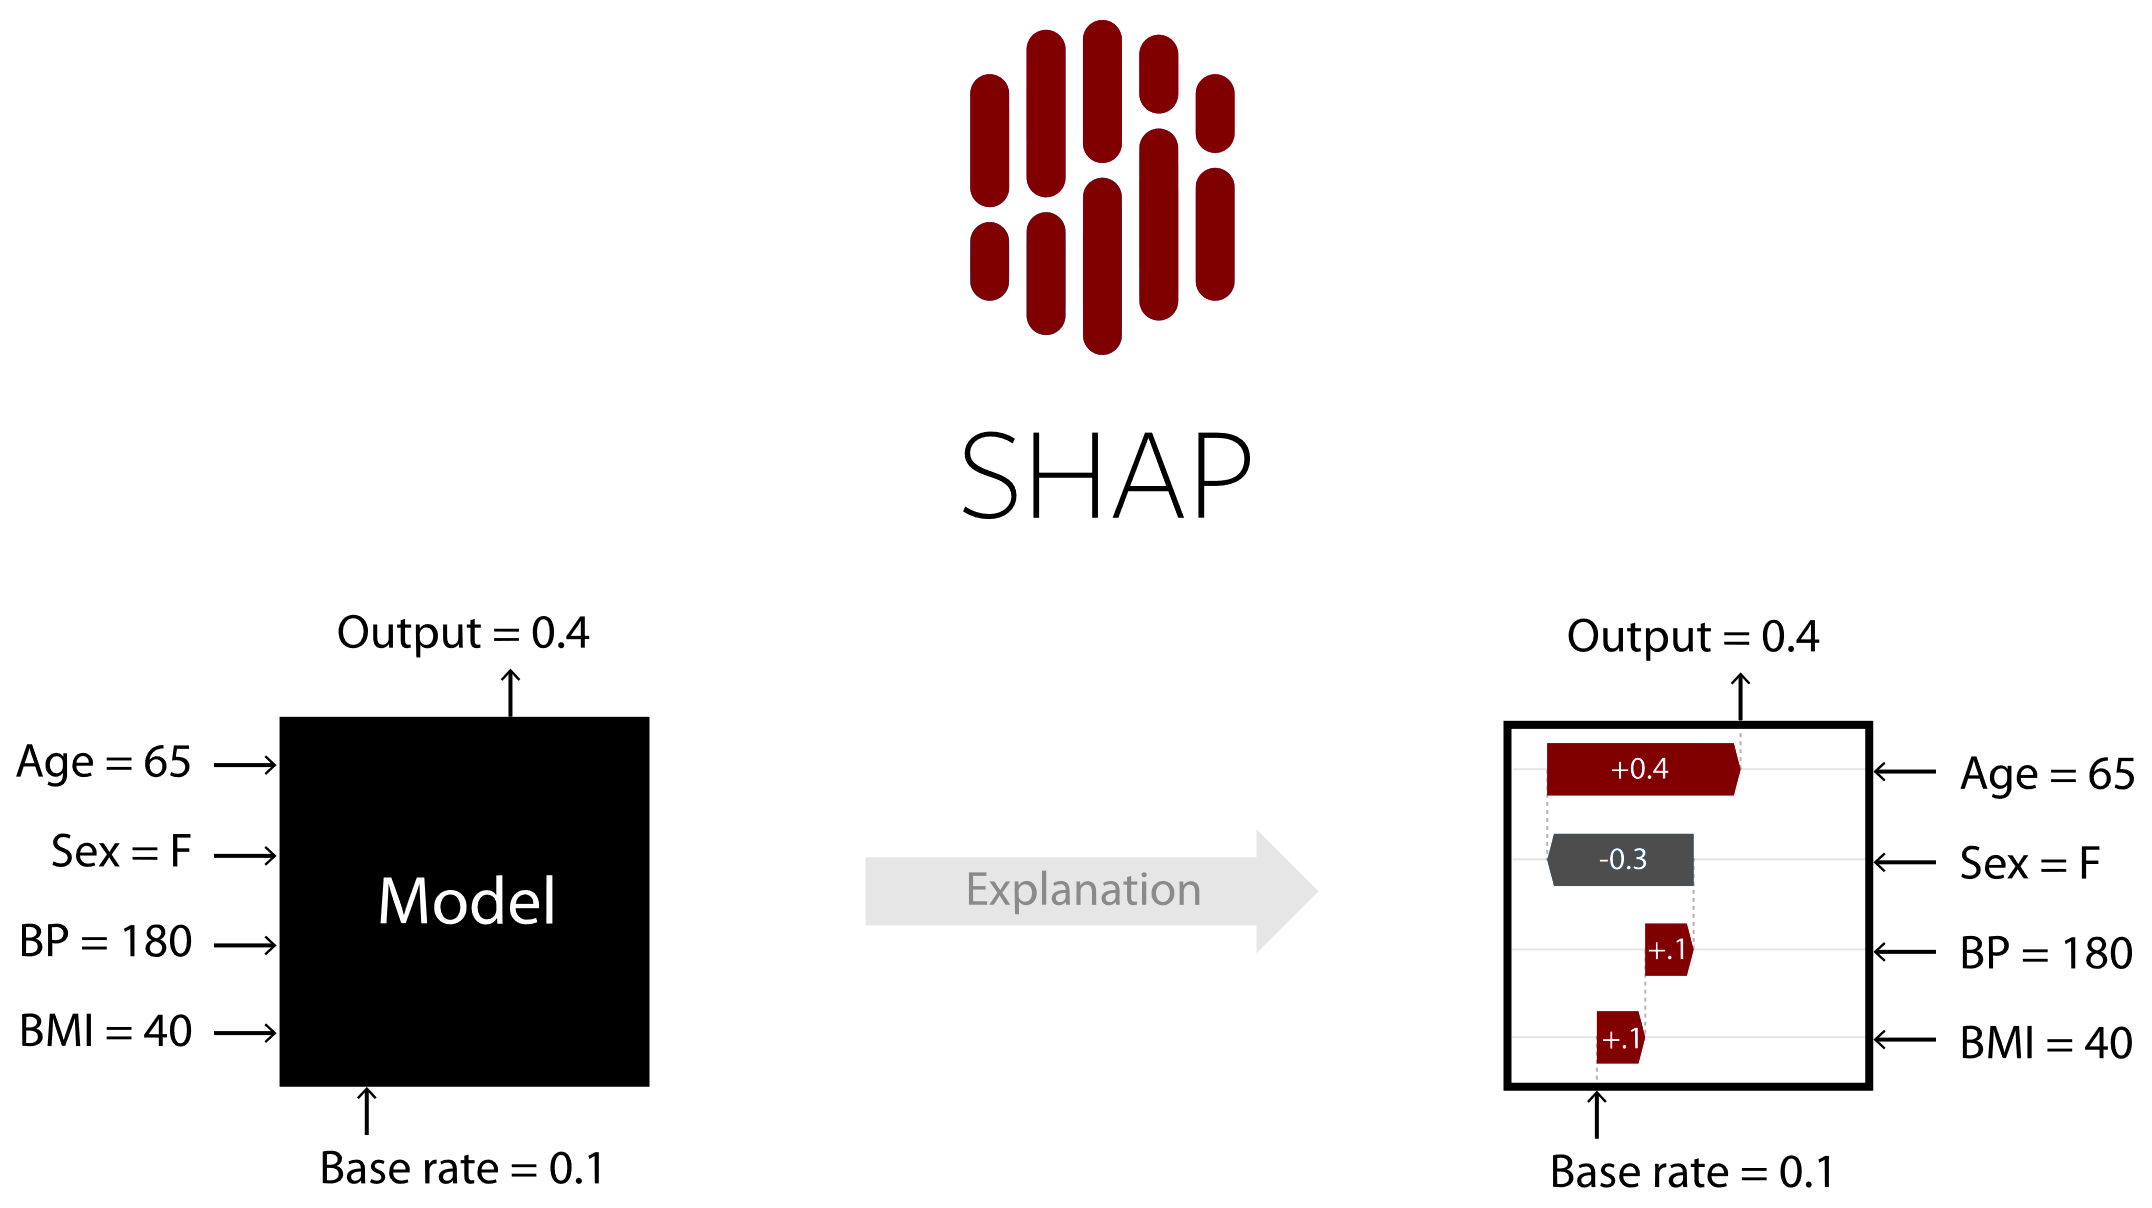 SHAP
Output = 0.4
Age = 65
Sex = F
BP = 180
BMI = 40
Model
Base rate = 0.1
Explanation
Output = 0.4
+0.4
-0.3
+.1
+.1
Age = 65
Sex = F
BP = 180
BMI = 40
Base rate = 0.1